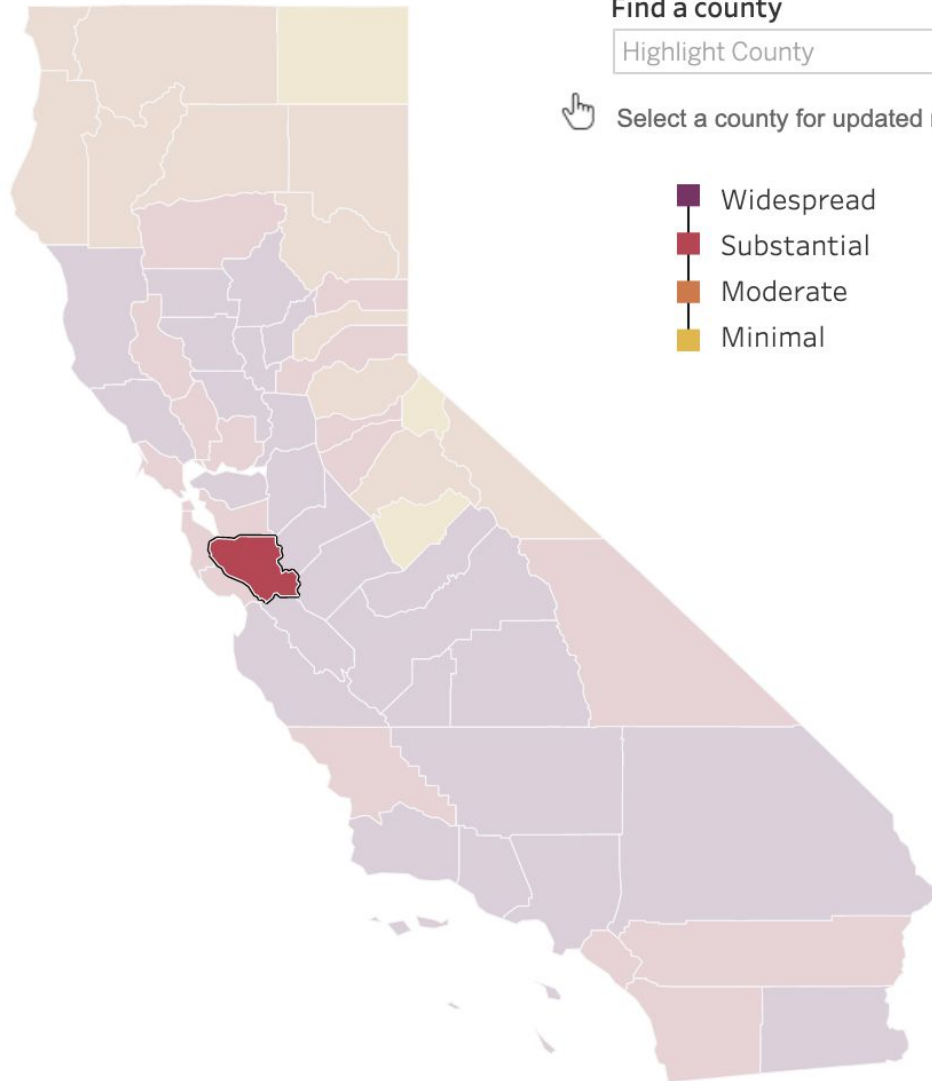 Find a county
Highlight County
Select a county for updated
Widespread
Substantial
Moderate
Minimal